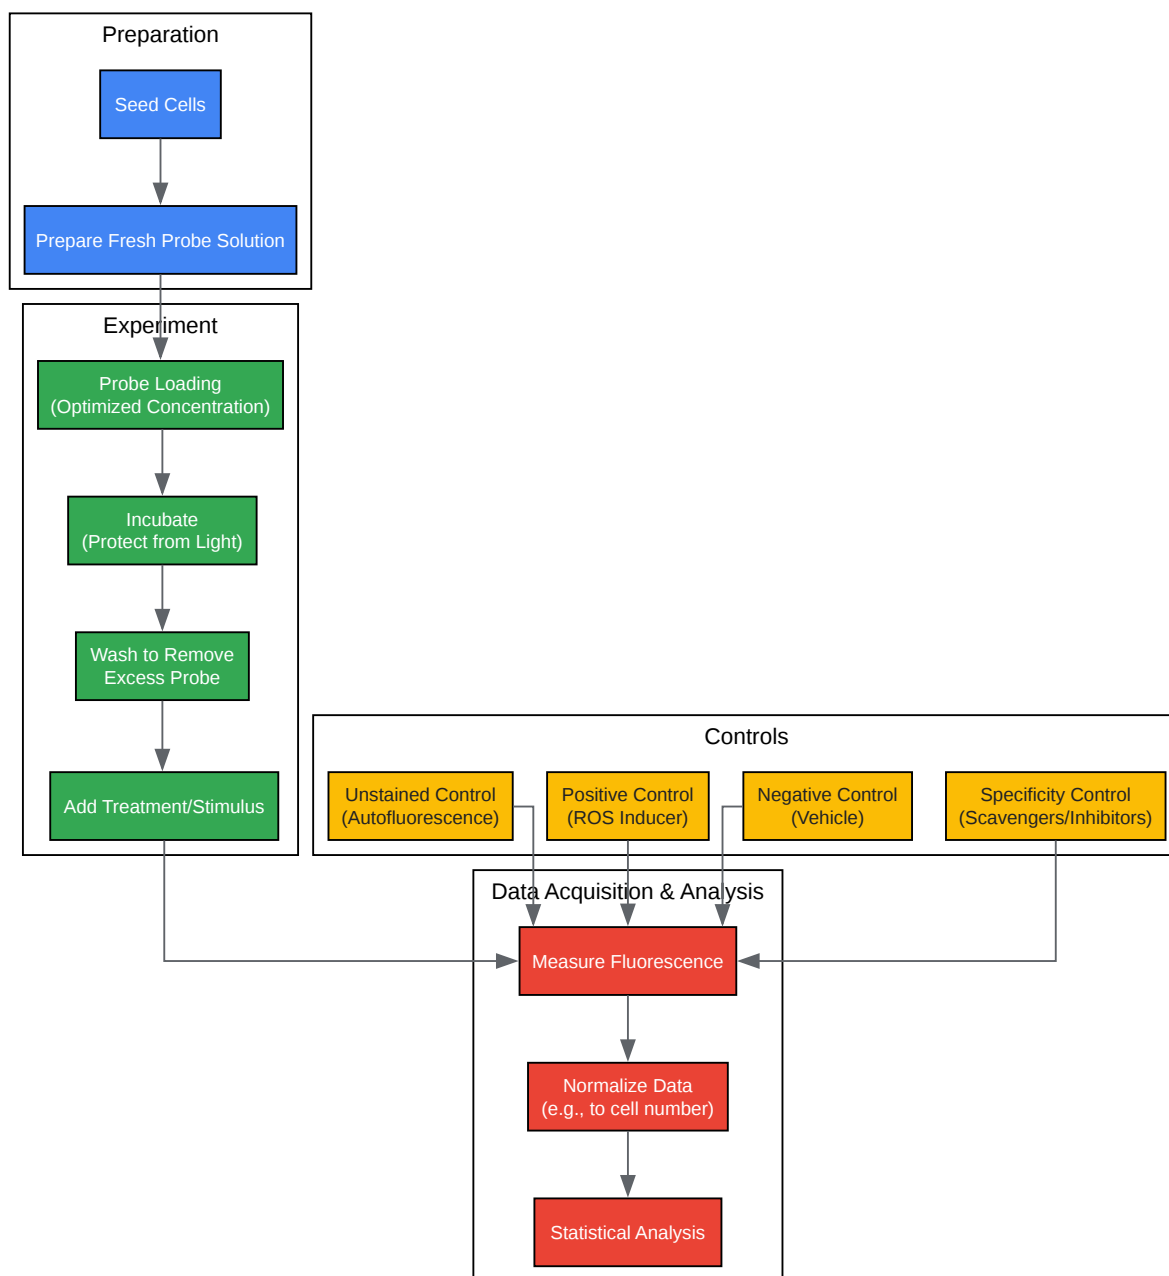 Preparation
Seed Cells
Prepare Fresh Probe Solution
Experiment
Probe Loading
(Optimized Concentration)
Incubate
(Protect from Light)
Wash to Remove
Excess Probe
Add Treatment/Stimulus
Controls
Unstained Control
(Autofluorescence)
Positive Control
(ROS Inducer)
Negative Control
(Vehicle)
Specificity Control
(Scavengers/Inhibitors)
Data Acquisition & Analysis
Measure Fluorescence
Normalize Data
(e.g., to cell number)
Statistical Analysis